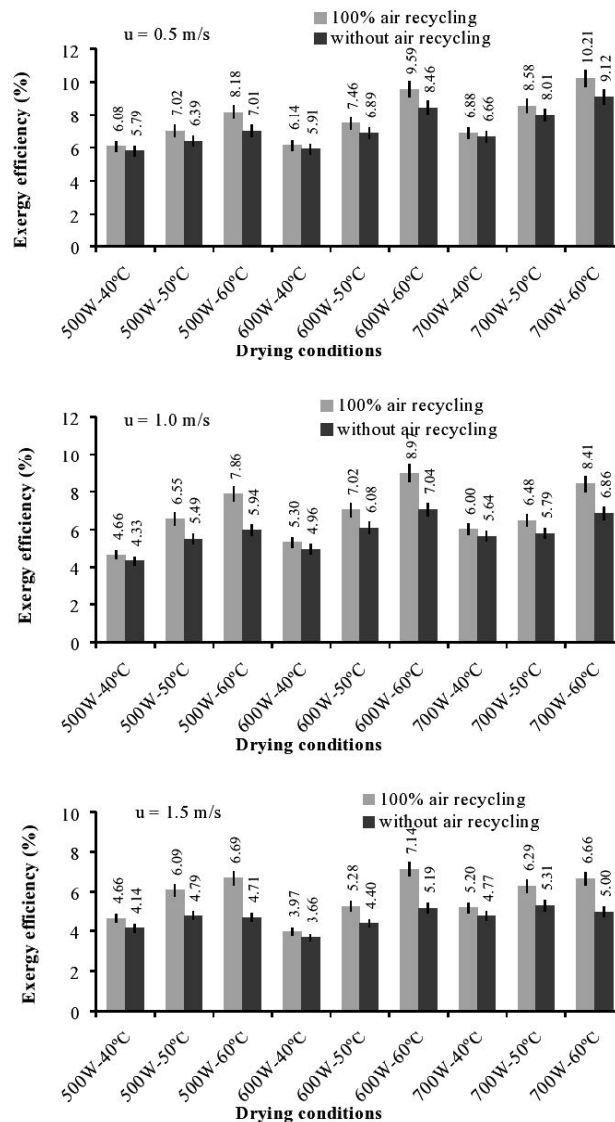 u = 0.5 m/s
100% air recycling
without air recycling
Exergy efficiency (%)
12
10
8
6
4
2
0
6.08 5.79 7.02 6.39 8.18 7.01 6.14 5.91 7.46 6.89 9.59 8.46 6.88 6.66 8.58 8.01 10.21 9.12
500W-40ºC 500W-50ºC 500W-60ºC 600W-40ºC 600W-50ºC 600W-60ºC 700W-40ºC 700W-50ºC 700W-60ºC
Drying conditions
u = 1.0 m/s
100% air recycling
without air recycling
Exergy efficiency (%)
12
10
8
6
4
2
0
4.66 4.33 6.55 5.49 7.86 5.94 5.30 4.96 7.02 6.08 8.97 7.04 6.00 5.64 6.48 5.79 8.41 6.86
500W-40ºC 500W-50ºC 500W-60ºC 600W-40ºC 600W-50ºC 600W-60ºC 700W-40ºC 700W-50ºC 700W-60ºC
Drying conditions
u = 1.5 m/s
100% air recycling
without air recycling
Exergy efficiency (%)
10
8
6
4
2
0
4.66 4.14 6.09 4.79 6.69 4.71 3.97 3.66 5.28 4.40 7.14 5.19 5.20 4.77 6.29 5.31 6.66 5.00
500W-40ºC 500W-50ºC 500W-60ºC 600W-40ºC 600W-50ºC 600W-60ºC 700W-40ºC 700W-50ºC 700W-60ºC
Drying conditions